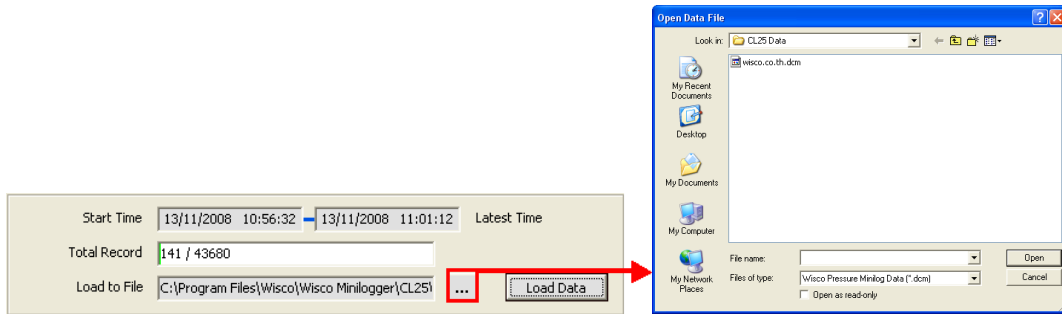 Start Time 13/11/2008 10:56:32 13/11/2008 11:01:12 Latest Time
Total Record 141 / 43680
Load to File C:\Program Files\Wisco\Wisco Minilogger\CL25\ ... Load Data
Open Data File
Look in: CL25 Data
wisco.co.th.dcm
My Recent
Documents
Desktop
My Documents
My Computer
My Network
Places
File name: Open
Files of type: Wisco Pressure Minilog Data (*.dcm) Cancel
Open as read-only